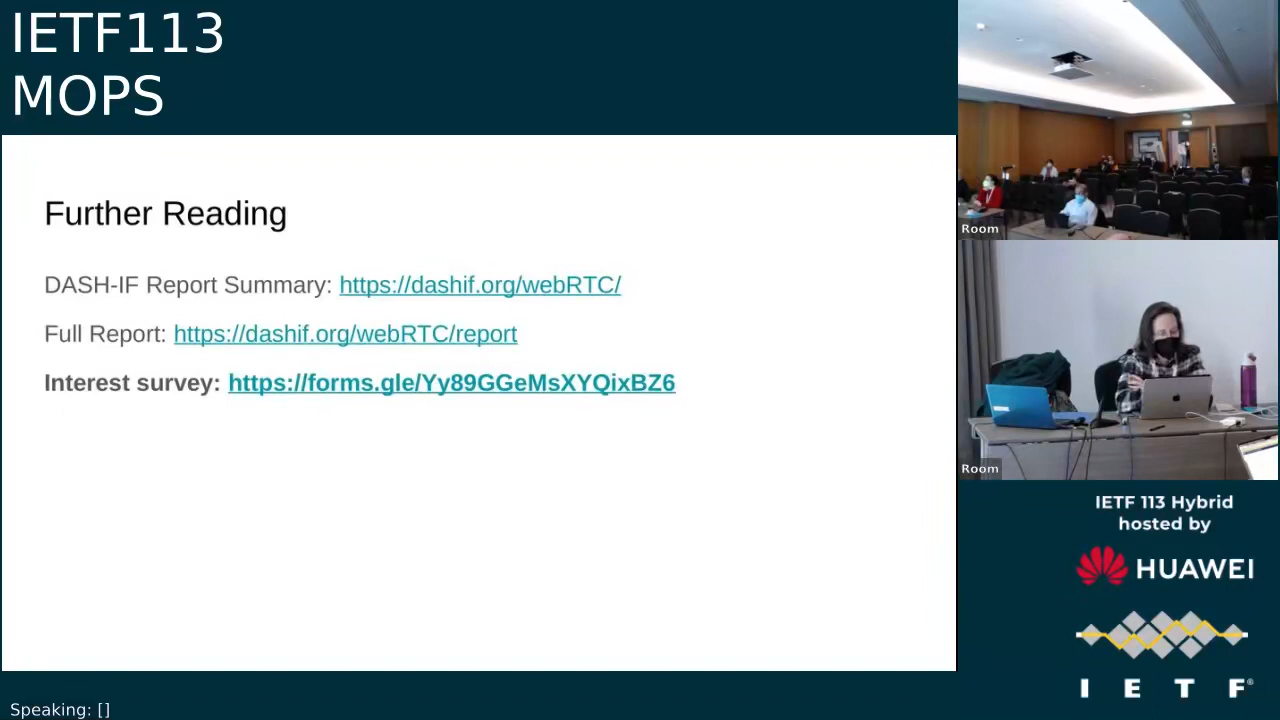 IETF113
MOPS
Further Reading
DASH-IF Report Summary: https://dashif.org/webRTC/
Full Report: https://dashif.org/webRTC/report
Interest survey: https://forms.gle/Yy89GGeMsXYQixBZ6
Room
Room
IETF 113 Hybrid
hosted by
HUAWEI
I E T F®
Speaking: []